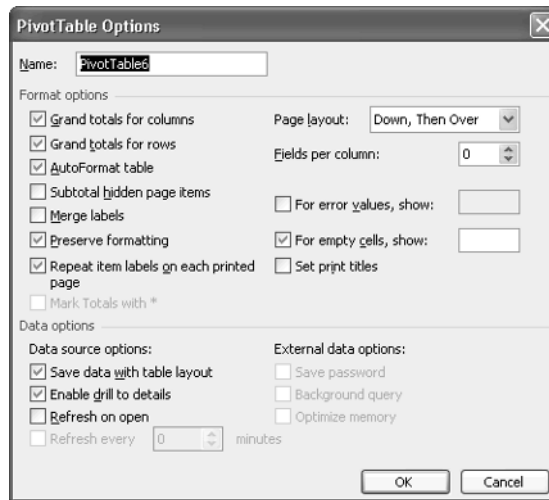 PivotTable Options
Name: PivotTable6
Format options
Grand totals for columns
Grand totals for rows
AutoFormat table
Subtotal hidden page items
Merge labels
Preserve formatting
Repeat item labels on each printed
page
Mark Totals with *
Page layout: Down, Then Over
Fields per column: 0
For error values, show:
For empty cells, show:
Set print titles
Data options
Data source options:
Save data with table layout
Enable drill to details
Refresh on open
Refresh every 0 minutes
External data options:
Save password
Background query
Optimize memory
OK Cancel